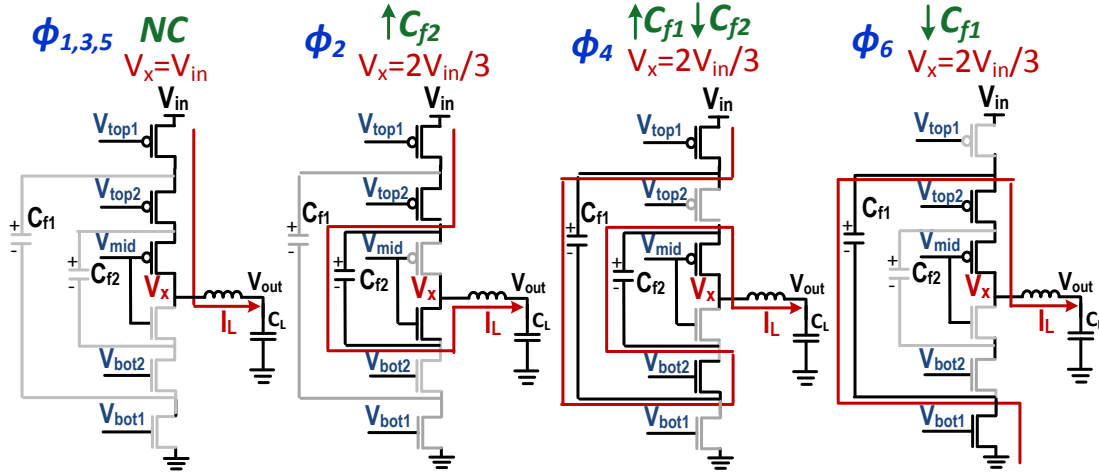 ϕ1,3,5 NC
Vx=Vin
Vtop1
Vtop2
+
Cf1
-
Vmid
+
Cf2
-
Vx
Vout
IL
CL
Vbot2
Vbot1
ϕ2 ↑Cf2
Vx=2Vin/3
Vin
Vtop1
Vtop2
+
Cf1
-
Vmid
+
Cf2
-
Vx
Vout
IL
CL
Vbot2
Vbot1
ϕ4 ↑Cf1 ↓Cf2
Vx=2Vin/3
Vin
Vtop1
Vtop2
+
Cf1
-
Vmid
+
Cf2
-
Vx
Vout
IL
CL
Vbot2
Vbot1
ϕ6 ↓Cf1
Vx=2Vin/3
Vin
Vtop1
Vtop2
+
Cf1
-
Vmid
+
Cf2
-
Vx
Vout
IL
CL
Vbot2
Vbot1